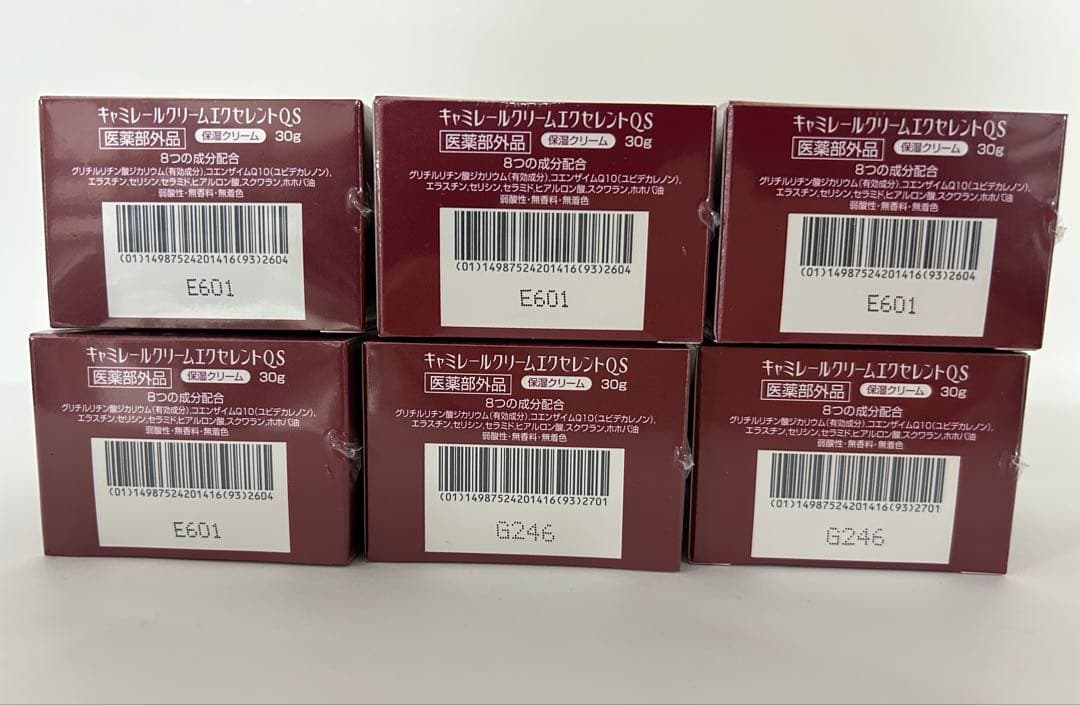 キャミレールクリームエクセレントQS
医薬部外品 保湿クリーム 30g
8つの成分配合
グリチルリチン酸ジカリウム(有効成分),コエンザイムQ10(ユビデカレノン),
エラスチン,セリシン,セラミド,ヒアルロン酸,スクワラン,ホホバ油
弱酸性・無香料・無着色
(01)14987524201416(93)2604
E601
キャミレールクリームエクセレントQS
医薬部外品 保湿クリーム 30g
8つの成分配合
グリチルリチン酸ジカリウム(有効成分),コエンザイムQ10(ユビデカレノン),
エラスチン,セリシン,セラミド,ヒアルロン酸,スクワラン,ホホバ油
弱酸性・無香料・無着色
(01)14987524201416(93)2604
E601
キャミレールクリームエクセレントQS
医薬部外品 保湿クリーム 30g
8つの成分配合
グリチルリチン酸ジカリウム(有効成分),コエンザイムQ10(ユビデカレノン),
エラスチン,セリシン,セラミド,ヒアルロン酸,スクワラン,ホホバ油
弱酸性・無香料・無着色
(01)14987524201416(93)2604
E601
キャミレールクリームエクセレントQS
医薬部外品 保湿クリーム 30g
8つの成分配合
グリチルリチン酸ジカリウム(有効成分),コエンザイムQ10(ユビデカレノン),
エラスチン,セリシン,セラミド,ヒアルロン酸,スクワラン,ホホバ油
弱酸性・無香料・無着色
(01)14987524201416(93)2604
E601
キャミレールクリームエクセレントQS
医薬部外品 保湿クリーム 30g
8つの成分配合
グリチルリチン酸ジカリウム(有効成分),コエンザイムQ10(ユビデカレノン),
エラスチン,セリシン,セラミド,ヒアルロン酸,スクワラン,ホホバ油
弱酸性・無香料・無着色
(01)14987524201416(93)2701
G246
キャミレールクリームエクセレントQS
医薬部外品 保湿クリーム 30g
8つの成分配合
グリチルリチン酸ジカリウム(有効成分),コエンザイムQ10(ユビデカレノン),
エラスチン,セリシン,セラミド,ヒアルロン酸,スクワラン,ホホバ油
弱酸性・無香料・無着色
(01)14987524201416(93)2701
G246